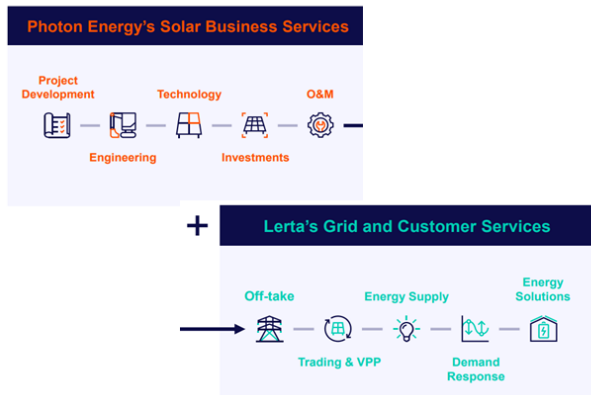 Photon Energy's Solar Business Services
Project
Development
Technology
O&M
Engineering
Investments
+
Lerta's Grid and Customer Services
Off-take
Energy Supply
Energy
Solutions
Trading & VPP
Demand
Response